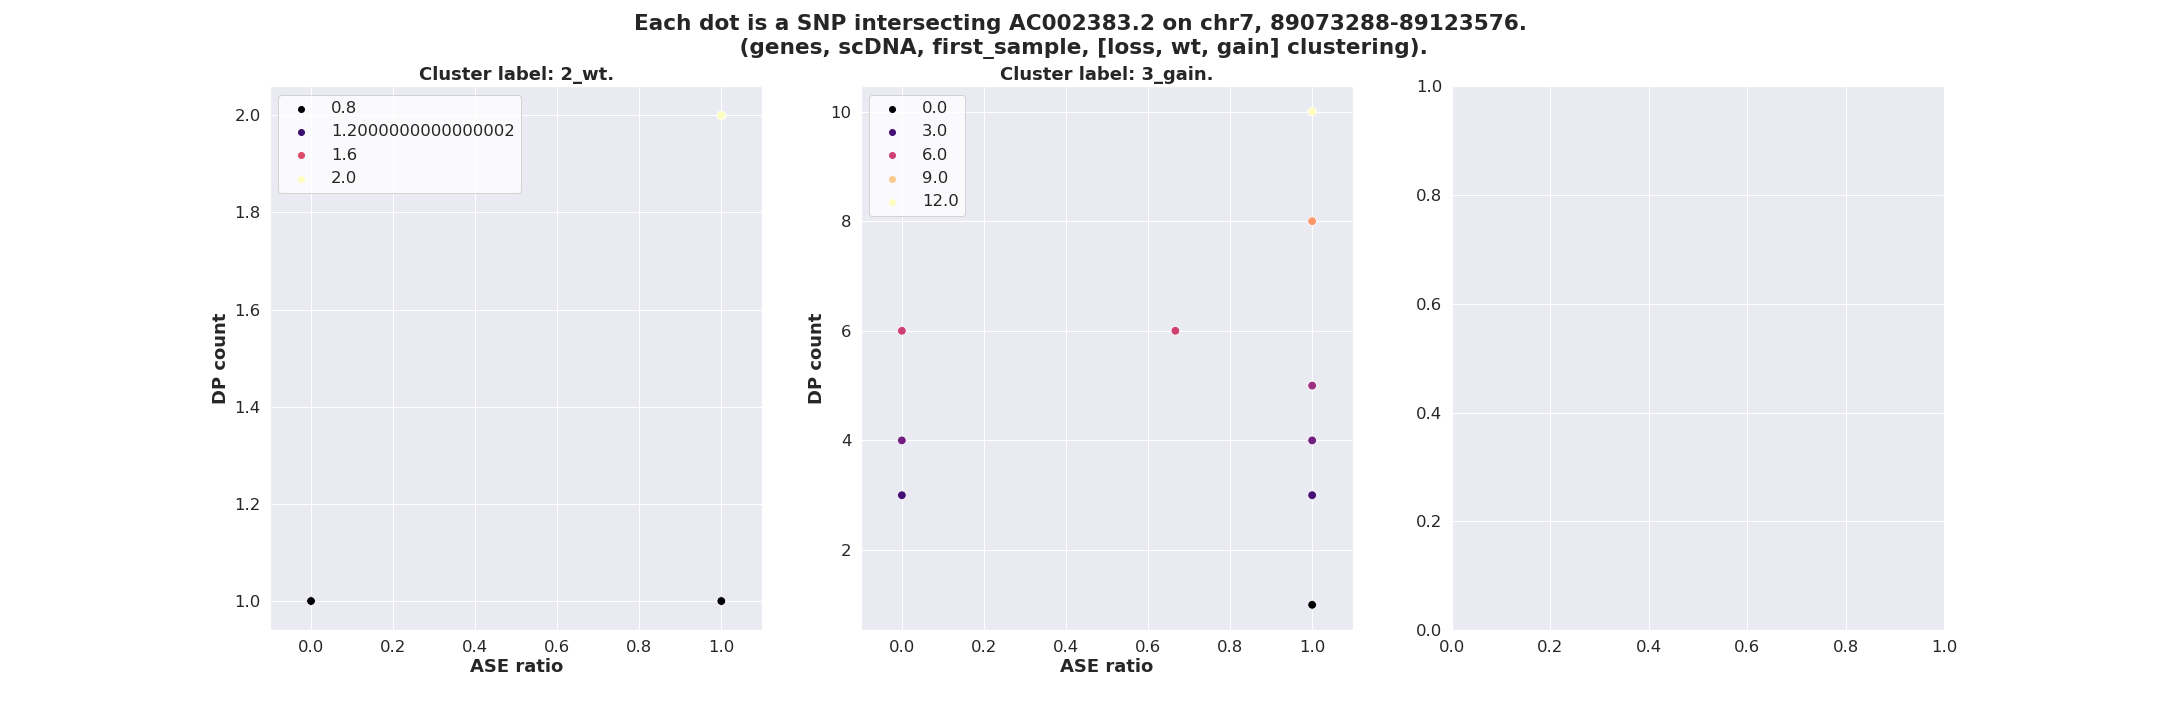 Each dot is a SNP intersecting AC002383.2 on chr7, 89073288-89123576.
(genes, scDNA, first_sample, [loss, wt, gain] clustering).
Cluster label: 2_wt.
0.8
1.2000000000000002
1.6
2.0
2.0
1.8
1.6
1.4
1.2
1.0
DP count
0.0 0.2 0.4 0.6 0.8 1.0
ASE ratio
Cluster label: 3_gain.
0.0
3.0
6.0
9.0
12.0
10
8
6
4
2
DP count
0.0 0.2 0.4 0.6 0.8 1.0
ASE ratio
1.0
0.8
0.6
0.4
0.2
0.0
0.0 0.2 0.4 0.6 0.8 1.0